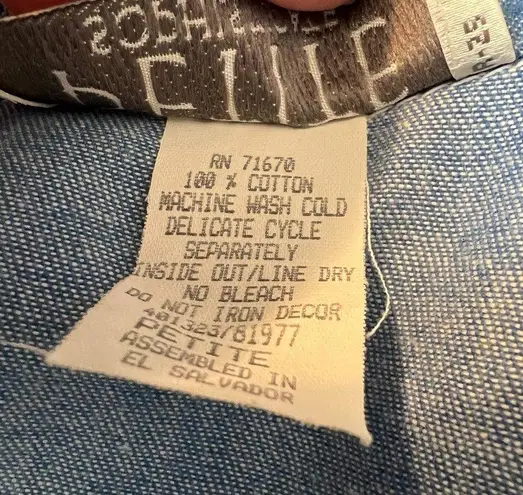 RN 71670
100 % COTTON
MACHINE WASH COLD
DELICATE CYCLE
SEPARATELY
INSIDE OUT/LINE DRY
NO BLEACH
DO NOT IRON DECOR
401323/81977
PETITE
ASSEMBLED IN
EL SALVADOR